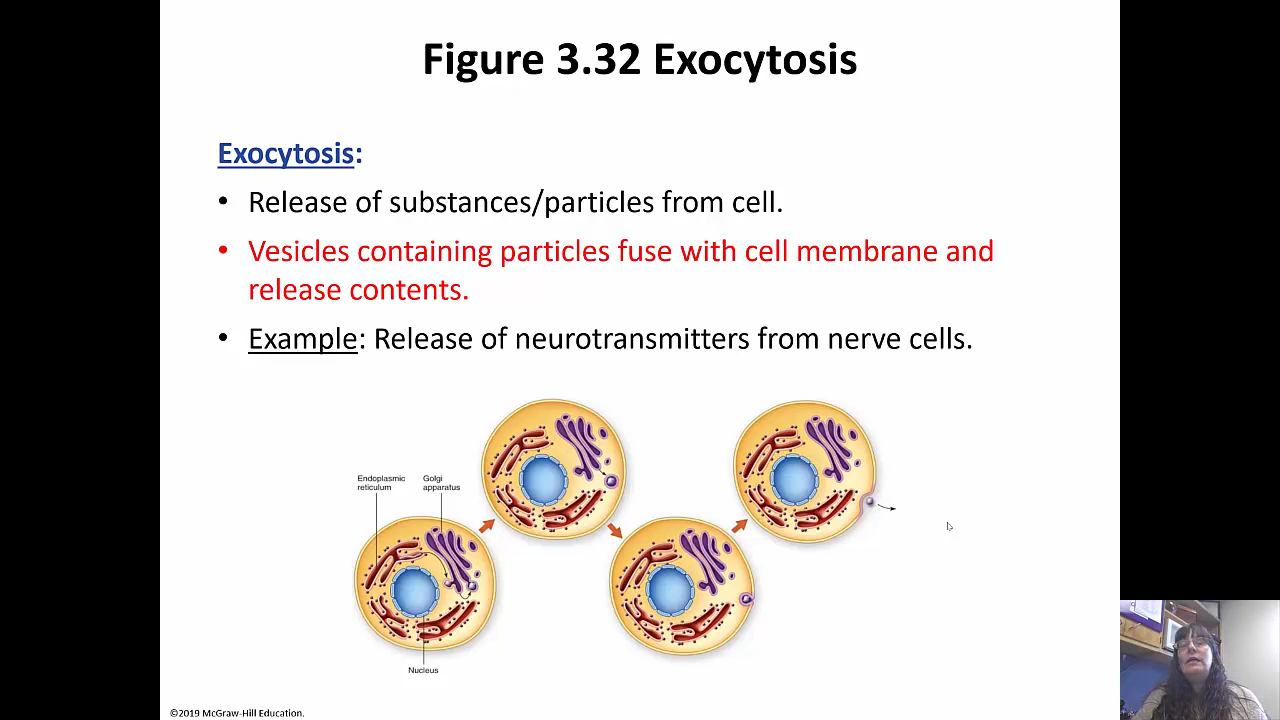 Figure 3.32 Exocytosis
Exocytosis:
• Release of substances/particles from cell.
• Vesicles containing particles fuse with cell membrane and
release contents.
• Example: Release of neurotransmitters from nerve cells.
Endoplasmic
reticulum
Golgi
apparatus
Nucleus
©2019 McGraw-Hill Education.